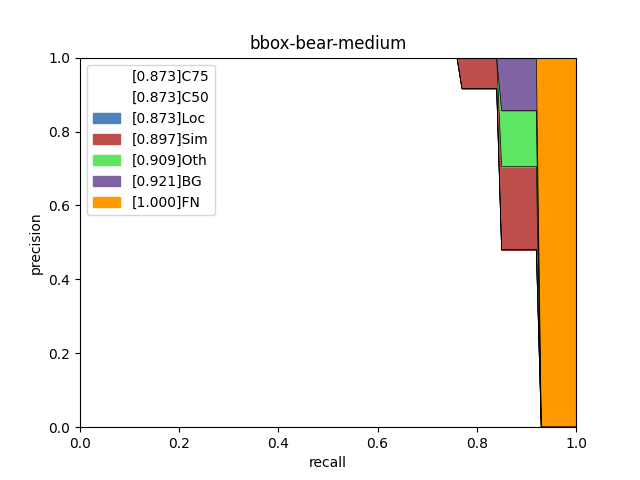 bbox-bear-medium
[0.873]C75
[0.873]C50
[0.873]Loc
[0.897]Sim
[0.909]Oth
[0.921]BG
[1.000]FN
precision
1.0
0.8
0.6
0.4
0.2
0.0
0.0 0.2 0.4 0.6 0.8 1.0
recall